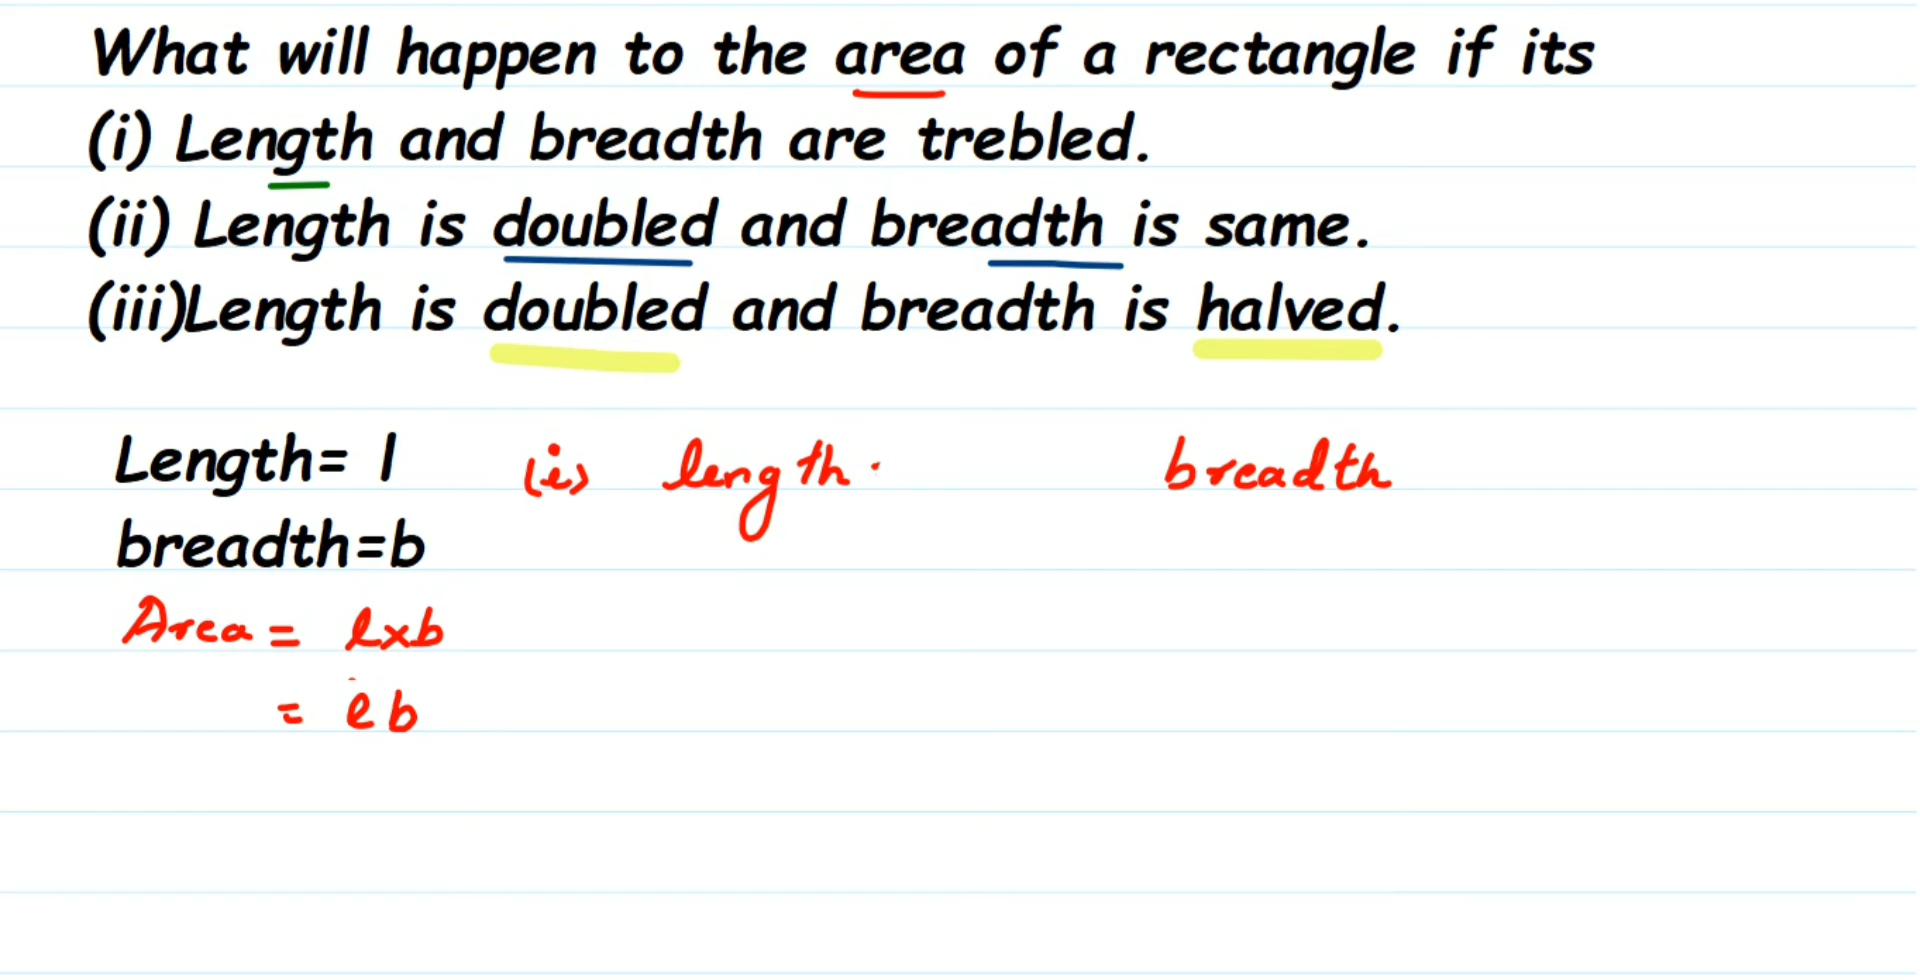 What will happen to the area of a rectangle if its
(i) Length and breadth are trebled.
(ii) Length is doubled and breadth is same.
(iii)Length is doubled and breadth is halved.
Length= l (i) length. breadth
breadth=b
Area = l×b
= lb